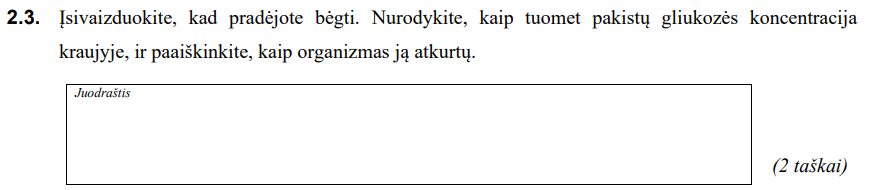 2.3. Įsivaizduokite, kad pradėjote bėgti. Nurodykite, kaip tuomet pakistų gliukozės koncentracija
kraujyje, ir paaiškinkite, kaip organizmas ją atkurtų.
Juodraštis
(2 taškai)